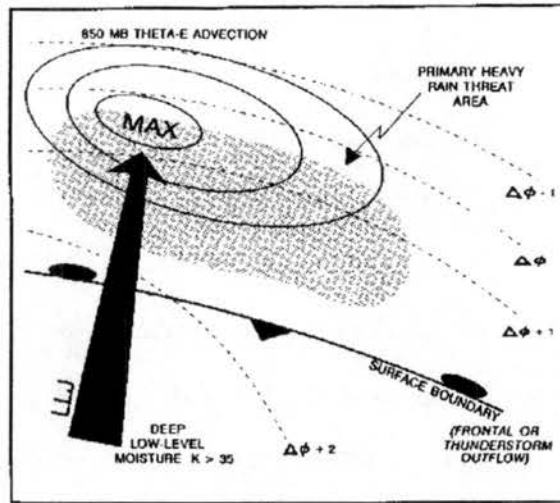 850 MB THETA-E ADVECTION
PRIMARY HEAVY
RAIN THREAT
AREA
MAX
Δϕ - 1
Δϕ
Δϕ + 1
SURFACE BOUNDARY
LLJ
DEEP
LOW-LEVEL
MOISTURE K > 35
Δϕ + 2
(FRONTAL OR
THUNDERSTORM
OUTFLOW)